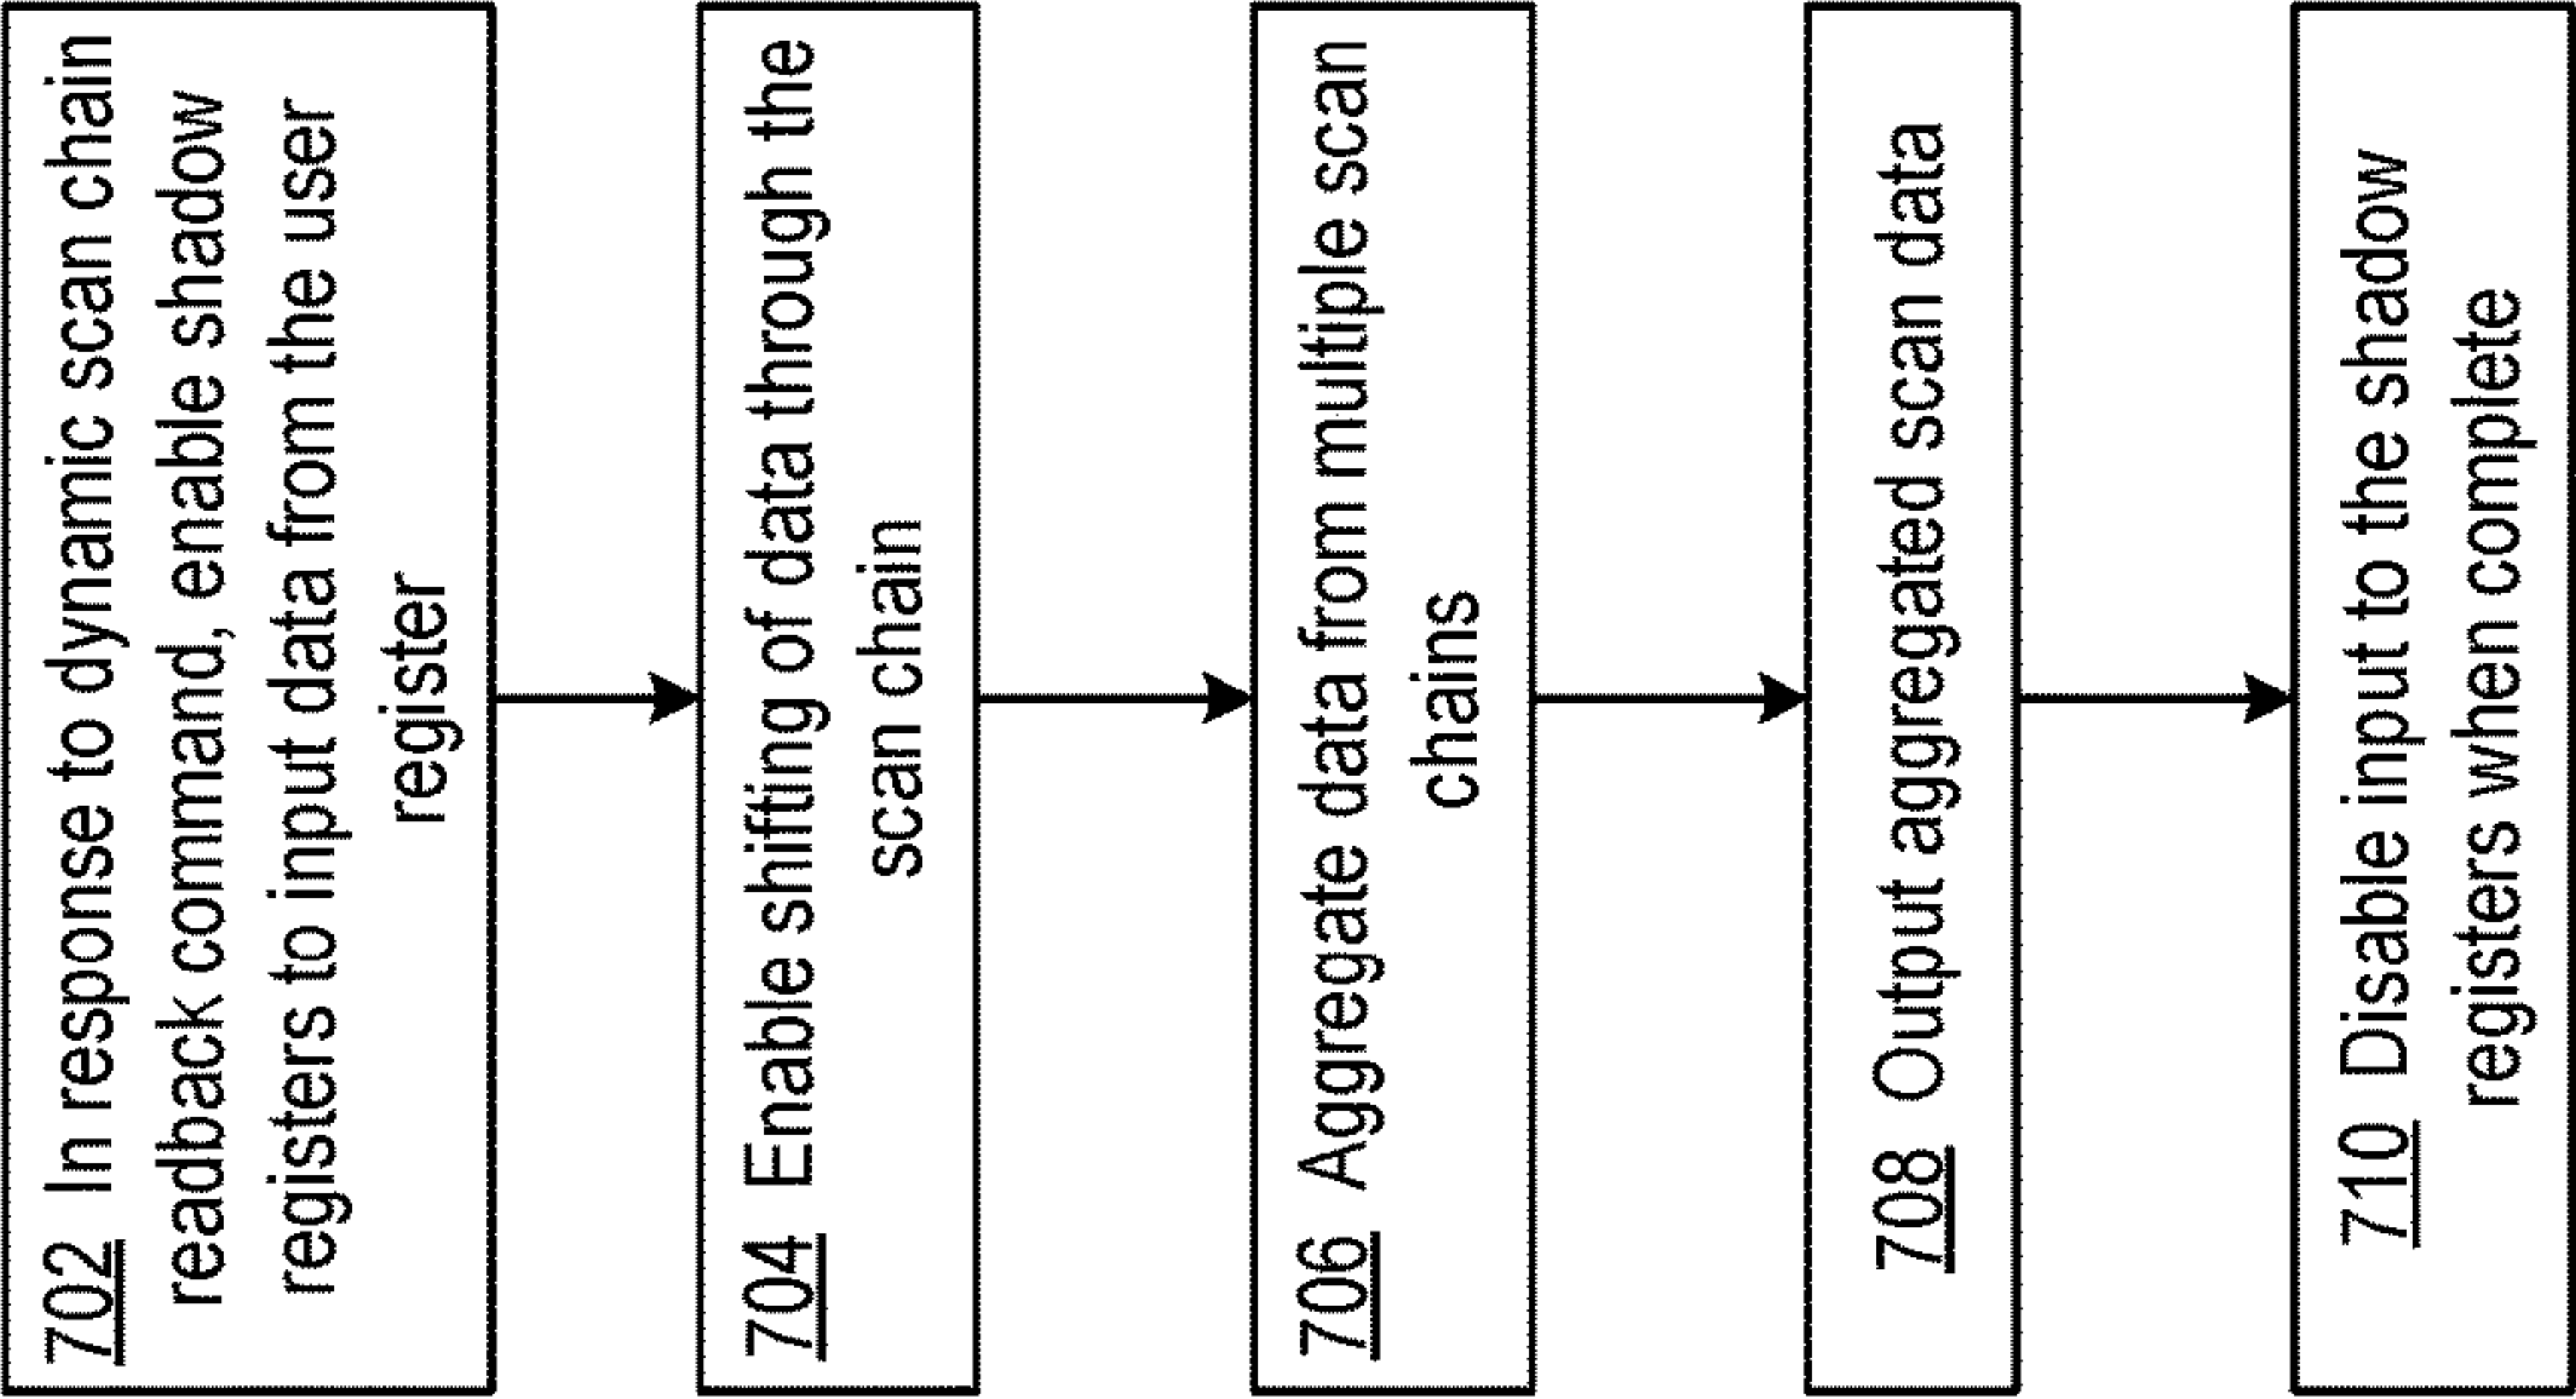 702 In response to dynamic scan chain
readback command, enable shadow
registers to input data from the user
register
704 Enable shifting of data through the
scan chain
706 Aggregate data from multiple scan
chains
708 Output aggregated scan data
710 Disable input to the shadow
registers when complete